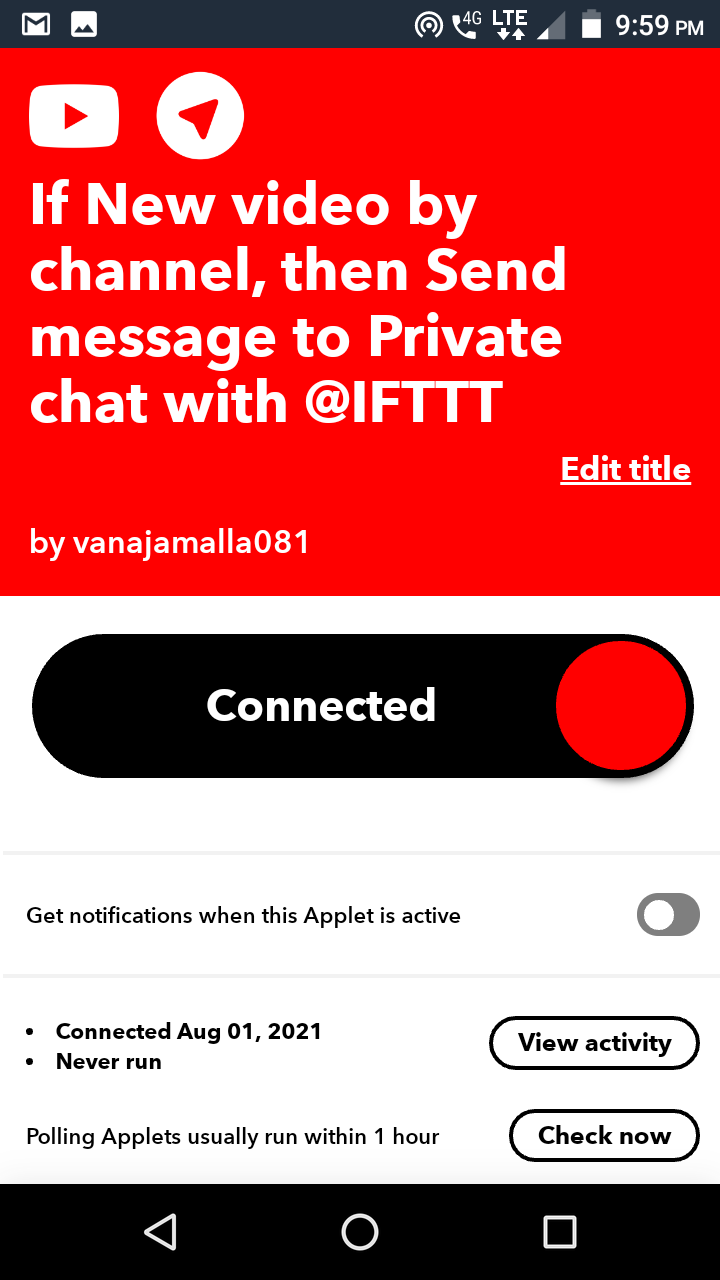 4G LTE 9:59 PM
If New video by
channel, then Send
message to Private
chat with @IFTTT
Edit title
by vanajamalla081
Connected
Get notifications when this Applet is active
• Connected Aug 01, 2021
• Never run
View activity
Polling Applets usually run within 1 hour
Check now